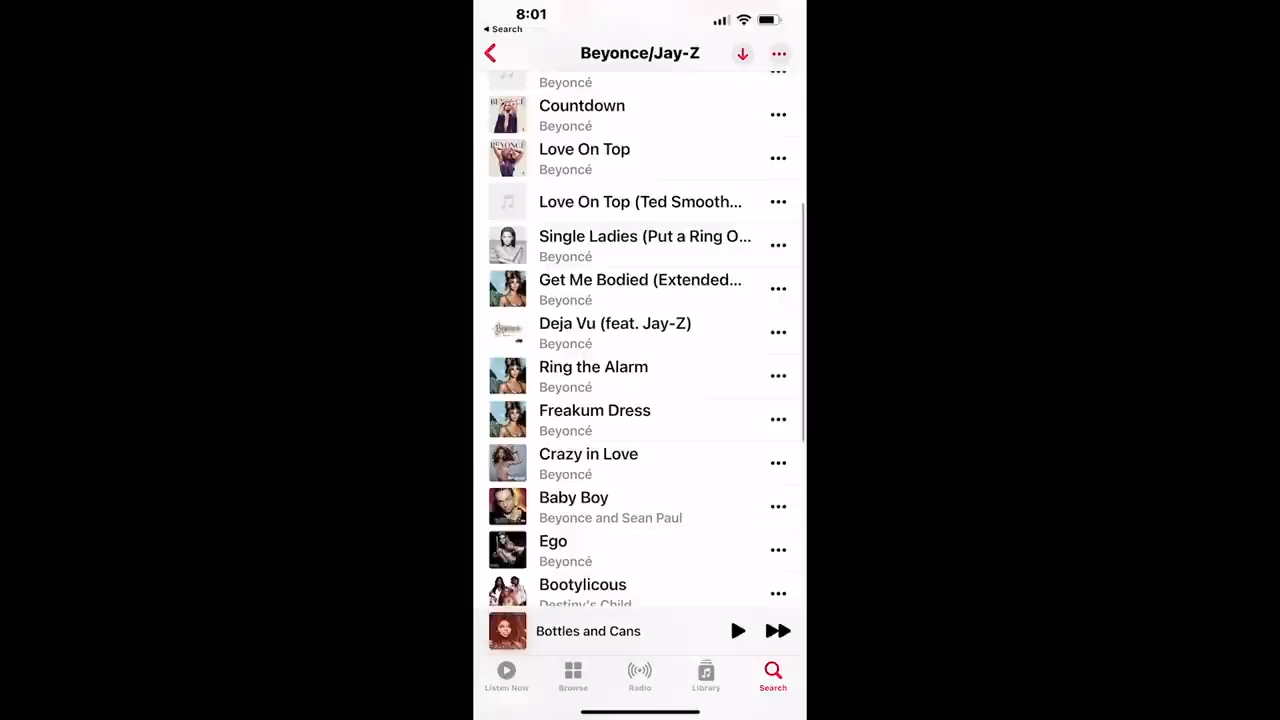 8:01
Search
Beyonce/Jay-Z
Beyoncé
Countdown
Beyoncé
Love On Top
Beyoncé
Love On Top (Ted Smooth...
Single Ladies (Put a Ring O...
Beyoncé
Get Me Bodied (Extended...
Beyoncé
Deja Vu (feat. Jay-Z)
Beyoncé
Ring the Alarm
Beyoncé
Freakum Dress
Beyoncé
Crazy in Love
Beyoncé
Baby Boy
Beyonce and Sean Paul
Ego
Beyoncé
Bootylicous
Destiny's Child
Bottles and Cans
Listen Now
Browse
Radio
Library
Search